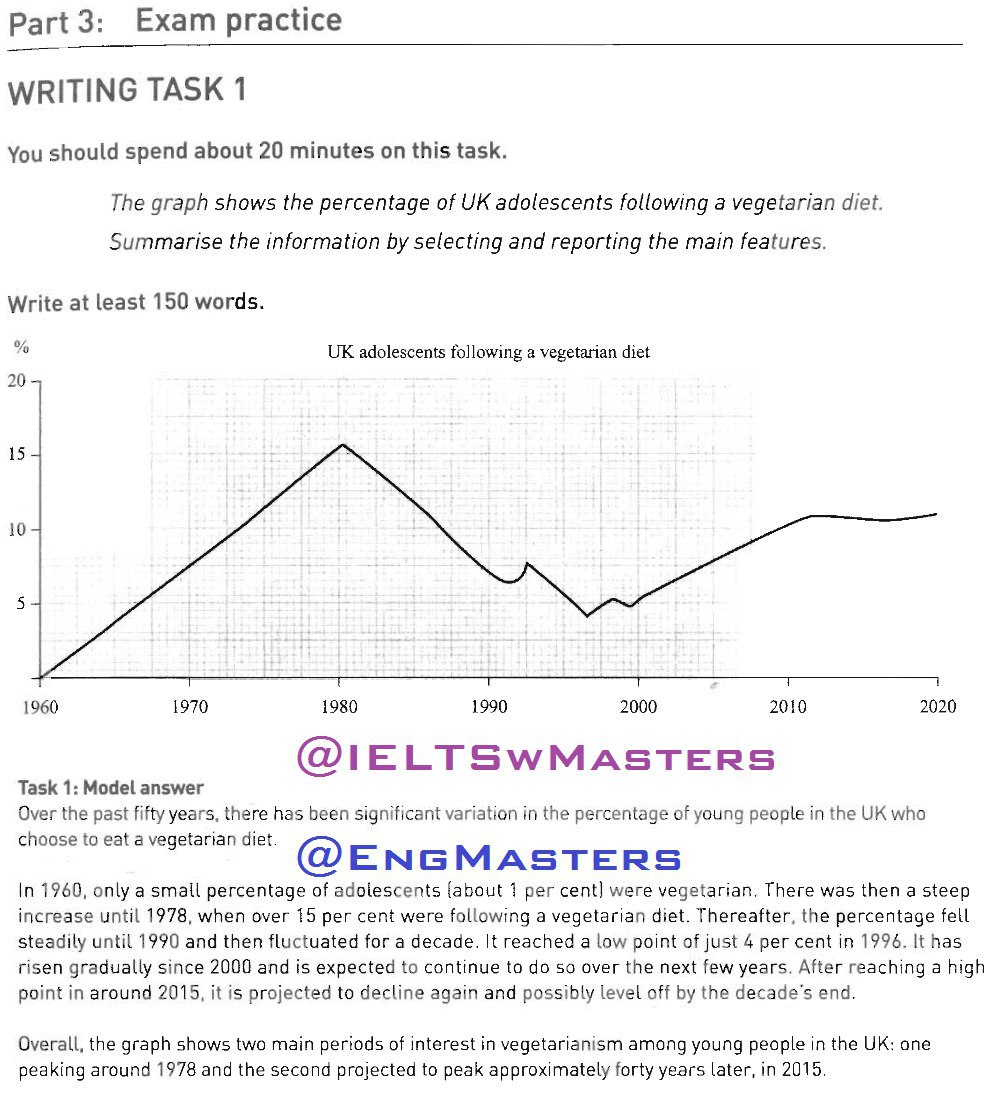 Part 3: Exam practice
WRITING TASK 1
You should spend about 20 minutes on this task.
The graph shows the percentage of UK adolescents following a vegetarian diet.
Summarise the information by selecting and reporting the main features.
Write at least 150 words.
%
UK adolescents following a vegetarian diet
20
15
10
5
1960 1970 1980 1990 2000 2010 2020
@IELTSwMasters
Task 1: Model answer
Over the past fifty years, there has been significant variation in the percentage of young people in the UK who
choose to eat a vegetarian diet.
@EngMasters
In 1960, only a small percentage of adolescents (about 1 per cent) were vegetarian. There was then a steep
increase until 1978, when over 15 per cent were following a vegetarian diet. Thereafter, the percentage fell
steadily until 1990 and then fluctuated for a decade. It reached a low point of just 4 per cent in 1996. It has
risen gradually since 2000 and is expected to continue to do so over the next few years. After reaching a high
point in around 2015, it is projected to decline again and possibly level off by the decade's end.
Overall, the graph shows two main periods of interest in vegetarianism among young people in the UK: one
peaking around 1978 and the second projected to peak approximately forty years later, in 2015.